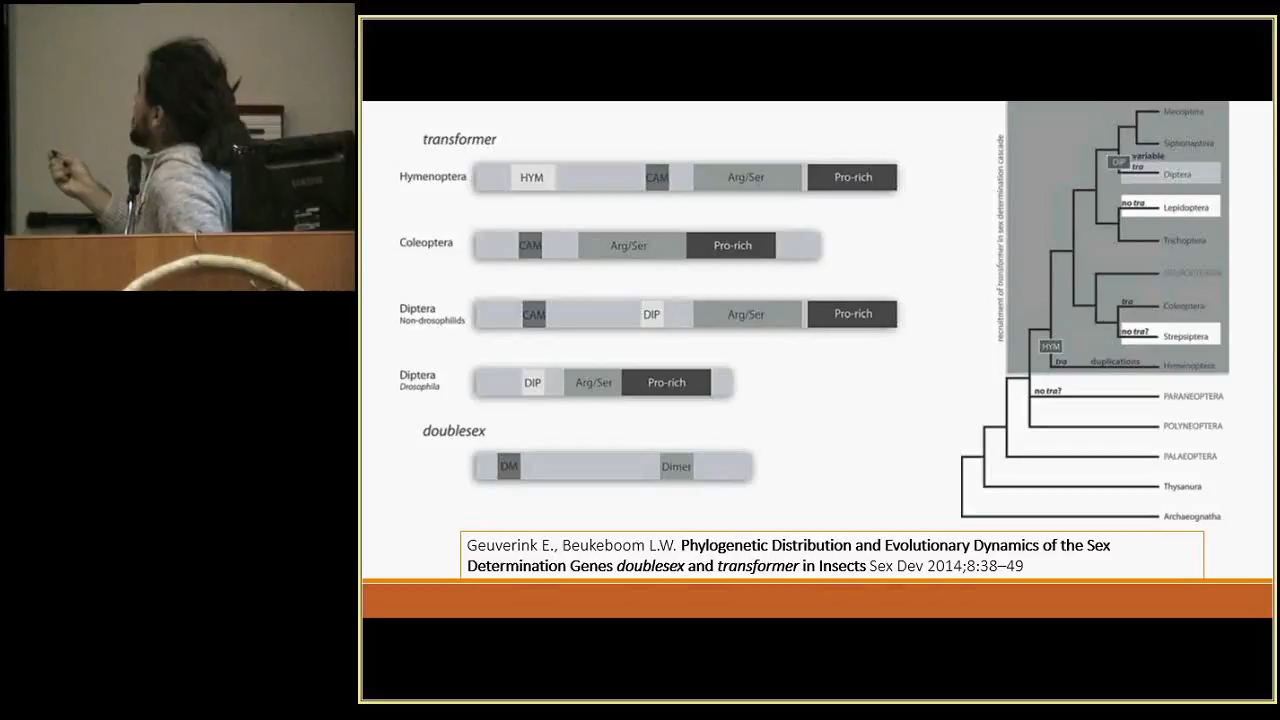 transformer
Hymenoptera
HYM
CAM
Arg/Ser
Pro-rich
Coleoptera
CAM
Arg/Ser
Pro-rich
Diptera
Non-drosophilids
CAM
DIP
Arg/Ser
Pro-rich
Diptera
Drosophila
DIP
Arg/Ser
Pro-rich
doublesex
DM
Dimer
recruitment of transformer in sex determination cascade
Mecoptera
Siphonaptera
DIP
variable
tra
Diptera
no tra
Lepidoptera
Trichoptera
tra
Coleoptera
no tra?
Strepsiptera
HYM
tra duplications
Hymenoptera
no tra?
PARANEOPTERA
POLYNEOPTERA
PALAEOPTERA
Thysanura
Archaeognatha
Geuverink E., Beukeboom L.W. Phylogenetic Distribution and Evolutionary Dynamics of the Sex
Determination Genes doublesex and transformer in Insects Sex Dev 2014;8:38–49